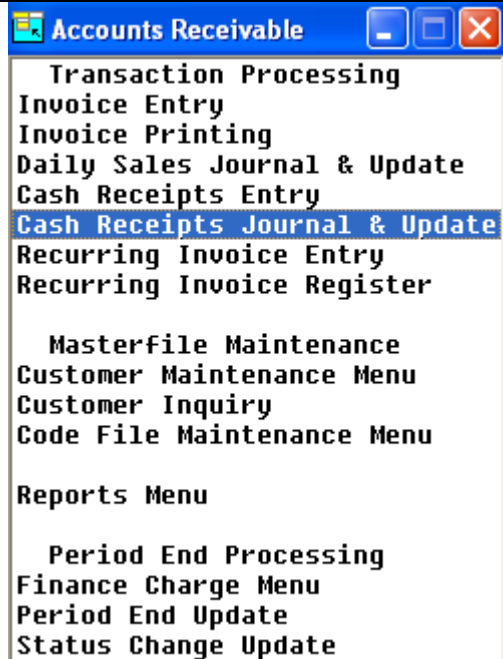 Accounts Receivable
Transaction Processing
Invoice Entry
Invoice Printing
Daily Sales Journal & Update
Cash Receipts Entry
Cash Receipts Journal & Update
Recurring Invoice Entry
Recurring Invoice Register
Masterfile Maintenance
Customer Maintenance Menu
Customer Inquiry
Code File Maintenance Menu
Reports Menu
Period End Processing
Finance Charge Menu
Period End Update
Status Change Update